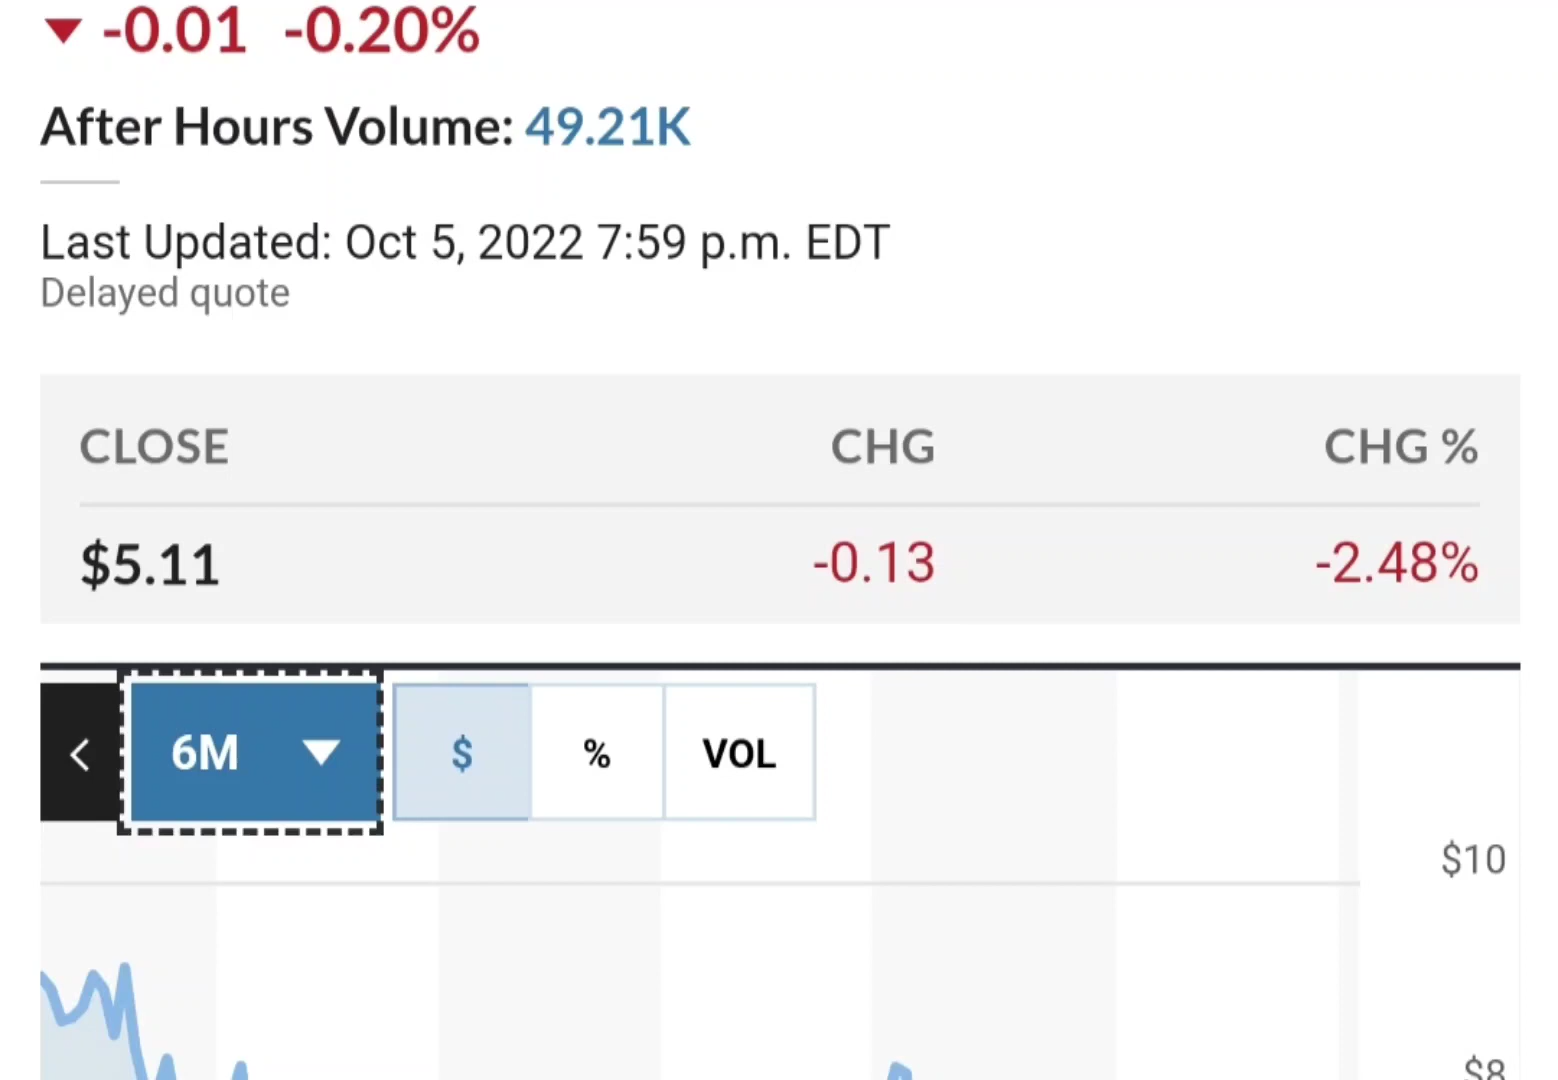 -0.01 -0.20%
After Hours Volume: 49.21K
Last Updated: Oct 5, 2022 7:59 p.m. EDT
Delayed quote
CLOSE CHG CHG %
$5.11 -0.13 -2.48%
6M $ % VOL
$10
$8